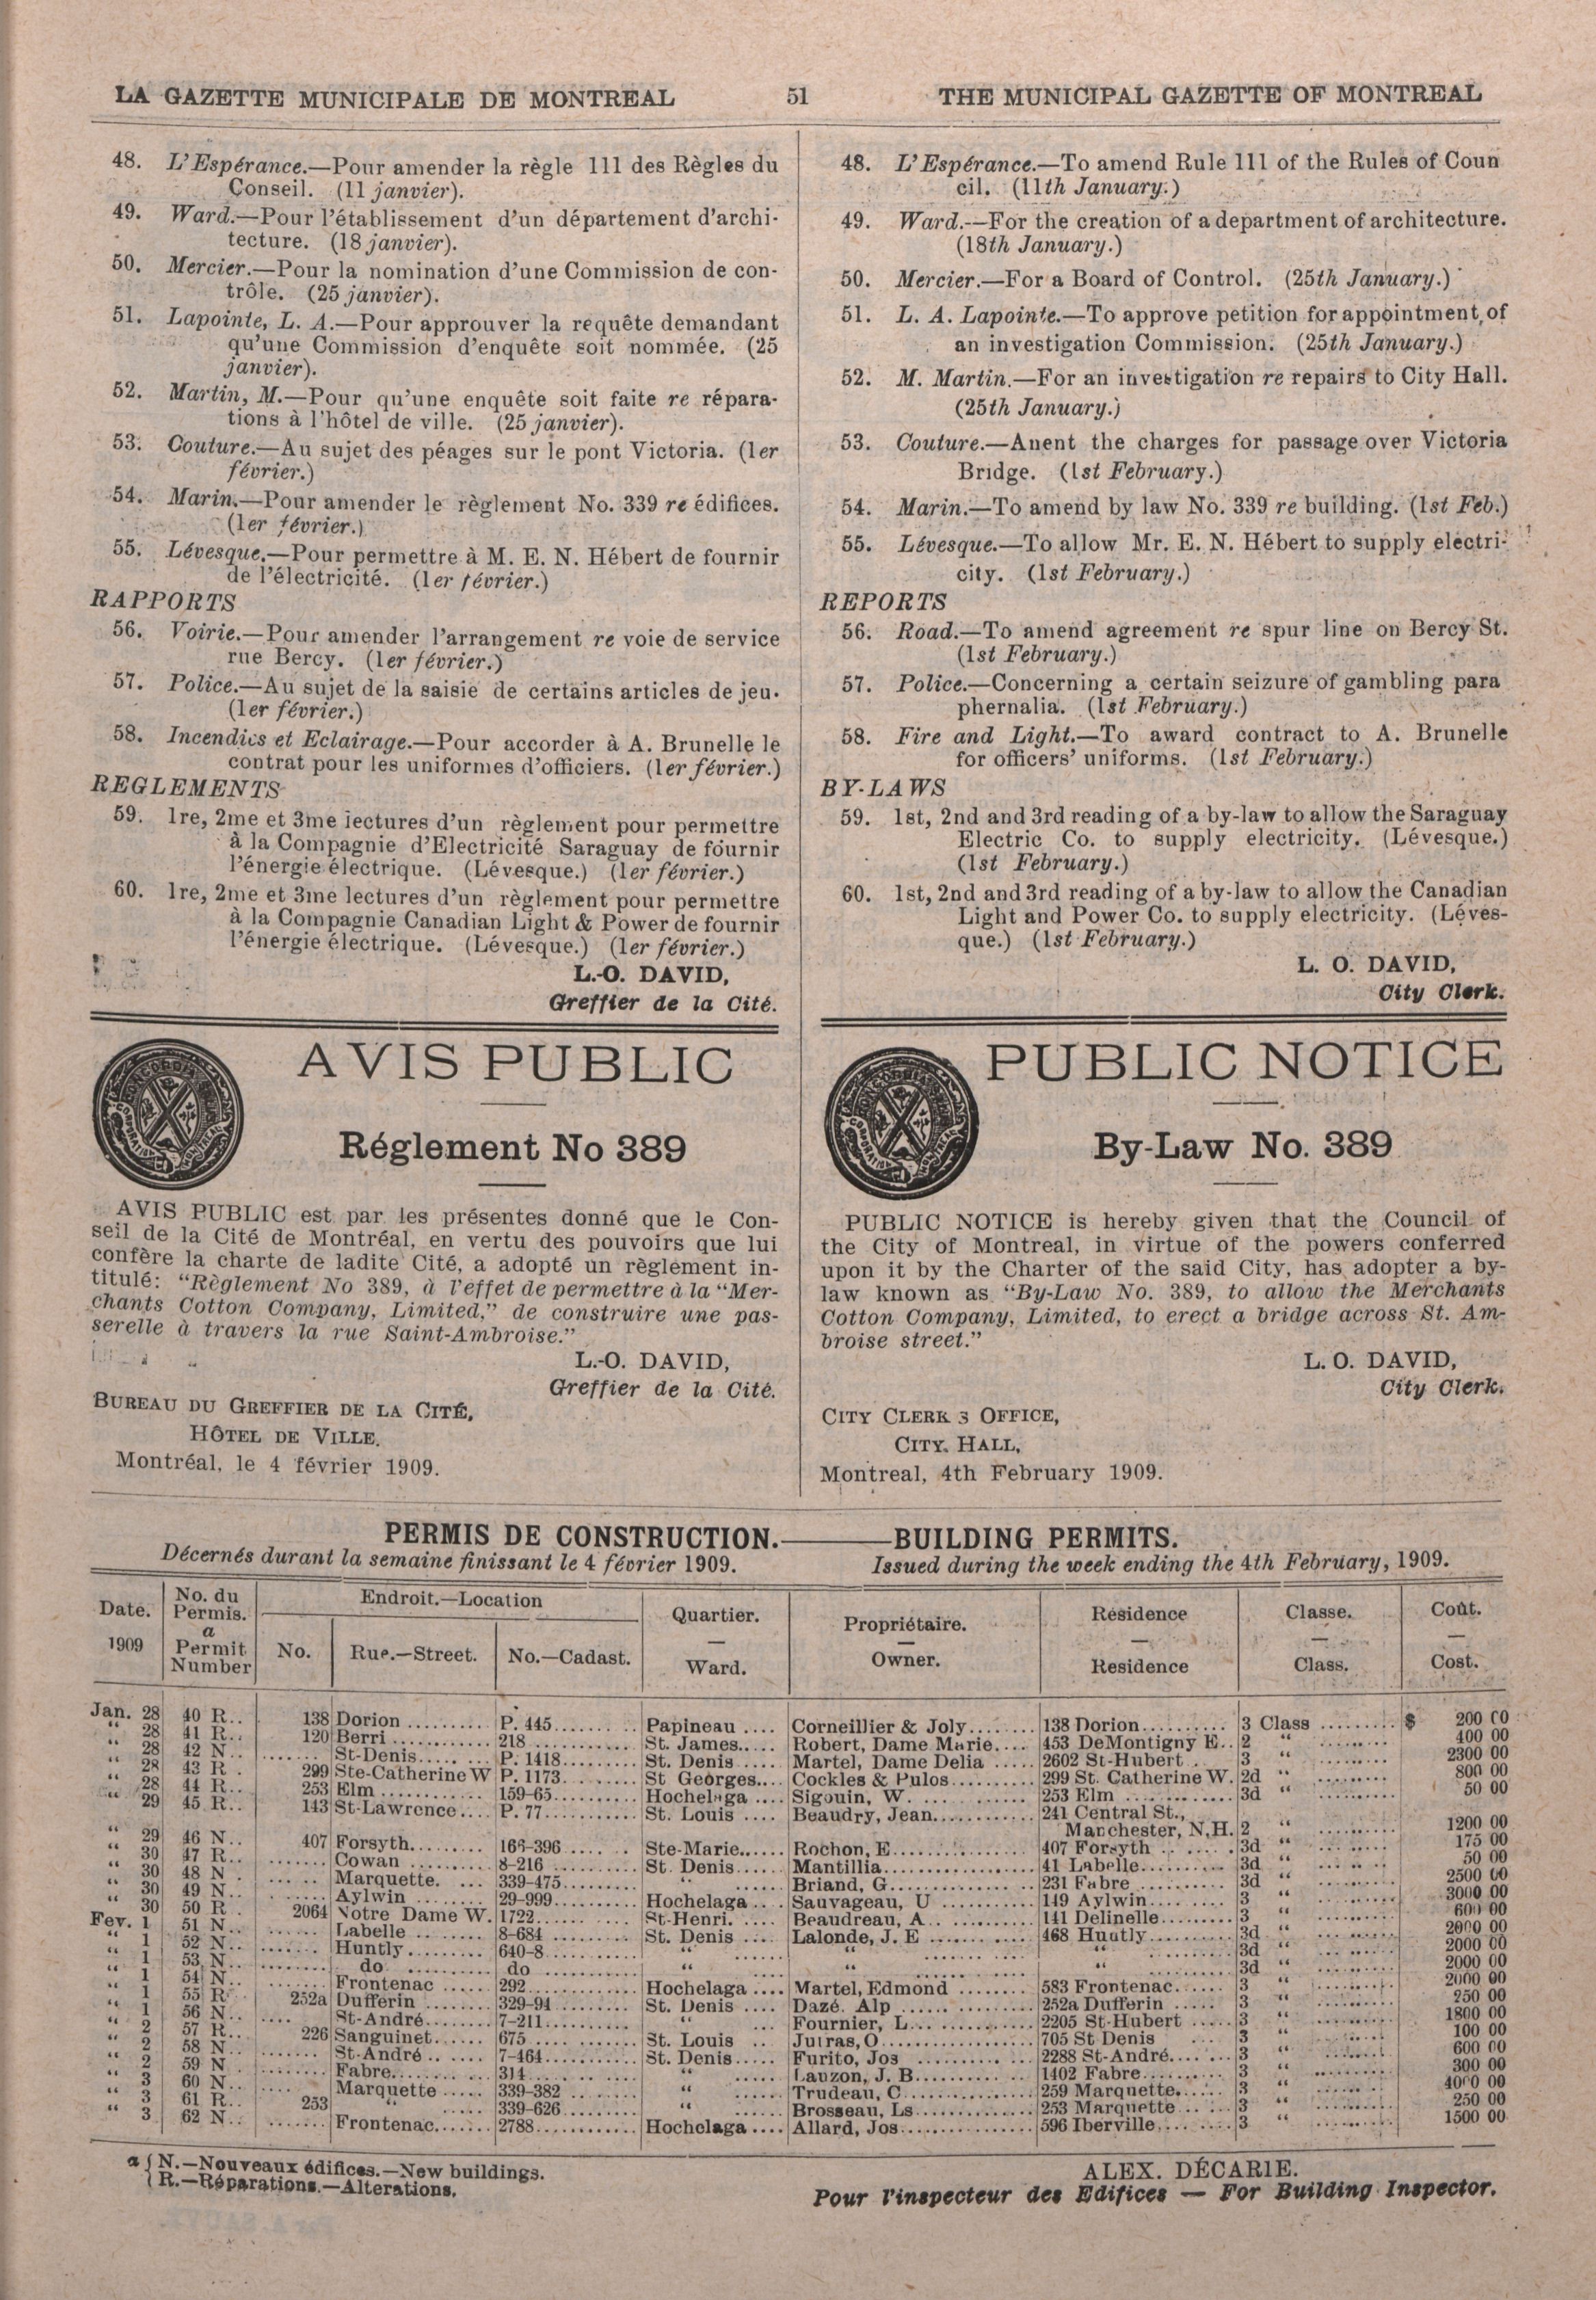 LA GAZETTE MUNICIPALE DE MONTREAL 51 THE MUNICIPAL GAZETTE OF MONTREAL
48. L'Espérance.—Pour amender la règle 111 des Règles du
Conseil. (11 janvier).
49. Ward.—Pour l'établissement d'un département d'archi-
tecture. (18 janvier).
50. Mercier.—Pour la nomination d'une Commission de con-
trôle. (25 janvier).
51. Lapointe, L. A.—Pour approuver la requête demandant
qu'une Commission d'enquête soit nommée. (25
janvier).
52. Martin, M.—Pour qu'une enquête soit faite re répara-
tions à l'hôtel de ville. (25 janvier).
53. Couture.—Au sujet des péages sur le pont Victoria. (1er
février.)
54. Marin.—Pour amender le règlement No. 339 re édifices.
(1er février.)
55. Lévesque.—Pour permettre à M. E. N. Hébert de fournir
de l'électricité. (1er février.)
RAPPORTS
56. Voirie.—Pour amender l'arrangement re voie de service
rue Bercy. (1er février.)
57. Police.—Au sujet de la saisie de certains articles de jeu.
(1er février.)
58. Incendies et Eclairage.—Pour accorder à A. Brunelle le
contrat pour les uniformes d'officiers. (1er février.)
REGLEMENTS
59. 1re, 2me et 3me lectures d'un règlement pour permettre
à la Compagnie d'Electricité Saraguay de fournir
l'énergie électrique. (Lévesque.) (1er février.)
60. 1re, 2me et 3me lectures d'un règlement pour permettre
à la Compagnie Canadian Light & Power de fournir
l'énergie électrique. (Lévesque.) (1er février.)
L.-O. DAVID,
Greffier de la Cité.
48. L'Espérance.—To amend Rule 111 of the Rules of Coun
cil. (11th January.)
49. Ward.--For the creation of a department of architecture.
(18th January.)
50. Mercier.—For a Board of Control. (25th January.)
51. L. A. Lapointe.—To approve petition for appointment, of
an investigation Commission. (25th January.)
52. M. Martin.—For an investigation re repairs to City Hall.
(25th January.)
53. Couture.—Anent the charges for passage over Victoria
Bridge. (1st February.)
54. Marin.—To amend by law No. 339 re building. (1st Feb.)
55. Lévesque.—To allow Mr. E. N. Hébert to supply electri-
city. (1st February.)
REPORTS
56. Road.—To amend agreement re spur line on Bercy St.
(1st February.)
57. Police.—Concerning a certain seizure of gambling para
phernalia. (1st February.)
58. Fire and Light.—To award contract to A. Brunelle
for officers' uniforms. (1st February.)
BY-LAWS
59. 1st, 2nd and 3rd reading of a by-law to allow the Saraguay
Electric Co. to supply electricity. (Lévesque.)
(1st February.)
60. 1st, 2nd and 3rd reading of a by-law to allow the Canadian
Light and Power Co. to supply electricity. (Léves-
que.) (1st February.)
L. O. DAVID,
City Clerk.
AVIS PUBLIC
Réglement No 389
AVIS PUBLIC est par les présentes donné que le Con-
seil de la Cité de Montréal, en vertu des pouvoirs que lui
confère la charte de ladite Cité, a adopté un règlement in-
titulé: "Règlement No 389, à l'effet de permettre à la "Mer-
chants Cotton Company, Limited," de construire une pas-
serelle à travers la rue Saint-Ambroise."
L.-O. DAVID,
Greffier de la Cité.
BUREAU DU GREFFIER DE LA CITÉ,
HÔTEL DE VILLE.
Montréal, le 4 février 1909.
PUBLIC NOTICE
By-Law No. 389
PUBLIC NOTICE is hereby given that the Council of
the City of Montreal, in virtue of the powers conferred
upon it by the Charter of the said City, has adopter a by-
law known as "By-Law No. 389, to allow the Merchants
Cotton Company, Limited, to erect a bridge across St. Am-
broise street."
L. O. DAVID,
City Clerk.
CITY CLERK S OFFICE,
CITY HALL,
Montreal, 4th February 1909.
PERMIS DE CONSTRUCTION.——BUILDING PERMITS.
Décernés durant la semaine finissant le 4 février 1909. Issued during the week ending the 4th February, 1909.
Date. 1909 No. du Permis. a Permit Number Endroit.—Location No. Rue.—Street. No.—Cadast. Quartier. — Ward. Propriétaire. — Owner. Résidence — Residence Classe. — Class. Coût. — Cost.
Jan. 28 40 R.. 138 Dorion .......... P. 445.......... Papineau .... Corneillier & Joly........ 138 Dorion.......... 3 Class ......... $ 200 00
" 28 41 R.. 120 Berri ............ 218 ............ St. James..... Robert, Dame Marie.... 453 DeMontigny E.. 2 " ......... 400 00
" 28 42 N.. ....... St-Denis..... ... P. 1418......... St. Denis ..... Martel, Dame Delia ..... 2602 St-Hubert .. 3 " ......... 2300 00
" 28 43 R . 299 Ste-Catherine W P. 1173......... St Georges.... Cockles & Pulos.......... 299 St. Catherine W. 2d " ......... 800 00
" 28 44 R.. 253 Elm ............ 159-65.......... Hochelaga .... Sigouin, W. ... ...... 253 Elm ............ 3d " ......... 50 00
" 29 45 R.. 143 St-Lawrence.... P. 77........... St. Louis .... Beaudry, Jean............ 241 Central St.,
Manchester, N.H. 2 " ......... 1200 00
" 29 46 N.. 407 Forsyth......... 166-396..... .. Ste-Marie...... Rochon, E.............. 407 Forsyth ....... 3d " ......... 175 00
" 30 47 R.. ....... Cowan .......... 8-216 .......... St. Denis...... Mantillia................. 41 Labelle......... 3d " ......... 50 00
" 30 48 N . ....... Marquette. ... 339-475......... " ...... Briand, G............... 231 Fabre ......... 3d " ......... 2500 00
" 30 49 N.. ....... Aylwin ........ 29-999.......... Hochelaga .... Sauvageau, U ........... 149 Aylwin........ 3 " ......... 3000 00
" 30 50 R . 2064 Notre Dame W. 1722............ St-Henri. .... Beaudreau, A.. .......... 141 Delinelle......... 3 " ......... 600 00
Fev. 1 51 N.. ....... Labelle ........ 8-684 .......... St. Denis .... Lalonde, J. E ........... 468 Huntly.......... 3d " ......... 2000 00
" 1 52 N.. ....... Huntly......... 640-8........... " ...... " ...... " ......... 3d " ......... 2000 00
" 1 53 N.. ....... do .......... do ........... " .... " ...... " ......... 3d " ......... 2000 00
" 1 54 N.. ....... Frontenac ...... 292............. Hochelaga .... Martel, Edmond ........ 583 Frontenac...... 3 " ......... 2000 00
" 1 55 R. 252a Dufferin ........ 329-94 ......... St. Denis .... Dazé. Alp .............. 252a Dufferin ..... 3 " ......... 250 00
" 1 56 N .... St-André........ 7-211........... " ... Fournier, L... .......... 2205 St-Hubert ..... 3 " ......... 1800 00
" 2 57 R.. 226 Sanguinet...... 675 ............ St. Louis .. Jutras, O............... 705 St Denis .... 3 " ......... 100 00
" 2 58 N.. ....... St-André ....... 7-464........... St. Denis..... Furito, Jos ............ 2288 St-André....... 3 " ......... 600 00
" 2 59 N ....... Fabre........... 314............. " ...... Lauzon, J. B............ 1402 Fabre.......... 3 " ......... 300 00
" 3 60 N.. .... Marquette ..... 339-382 ........ " ...... Trudeau, C.............. 259 Marquette...... 3 " ......... 4000 00
" 3 61 R.. 253 " ..... 339-626......... " ...... Brosseau, Ls............ 253 Marquette...... 3 " ......... 250 00
" 3 62 N.. ....... Frontenac....... 2788............ Hochelaga .... Allard, Jos.............. 596 Iberville........ 3 " ......... 1500 00
a { N.—Nouveaux édifices.—New buildings.
R.—Réparations.—Alterations.
ALEX. DÉCARIE.
Pour l'inspecteur des Edifices — For Building Inspector.